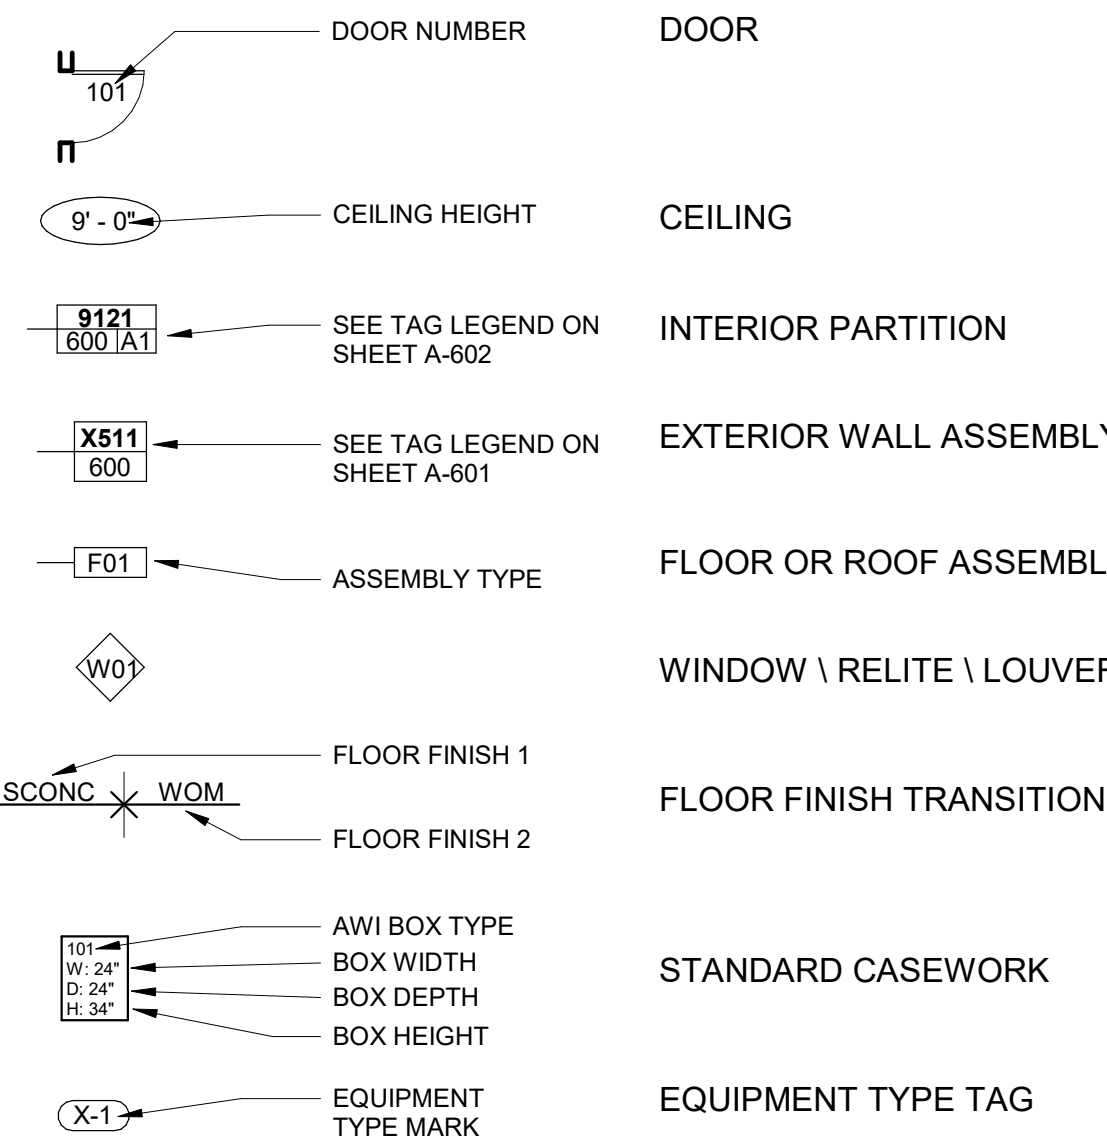 DOOR NUMBER
DOOR
101
9' - 0"
CEILING HEIGHT
CEILING
9121
600 A1
SEE TAG LEGEND ON
SHEET A-602
INTERIOR PARTITION
X511
600
SEE TAG LEGEND ON
SHEET A-601
EXTERIOR WALL ASSEMBLY
F01
ASSEMBLY TYPE
FLOOR OR ROOF ASSEMBL
W01
WINDOW \ RELITE \ LOUVER
FLOOR FINISH 1
SCONC
WOM
FLOOR FINISH 2
FLOOR FINISH TRANSITION
101
W: 24"
D: 24"
H: 34"
AWI BOX TYPE
BOX WIDTH
BOX DEPTH
BOX HEIGHT
STANDARD CASEWORK
X-1
EQUIPMENT
TYPE MARK
EQUIPMENT TYPE TAG